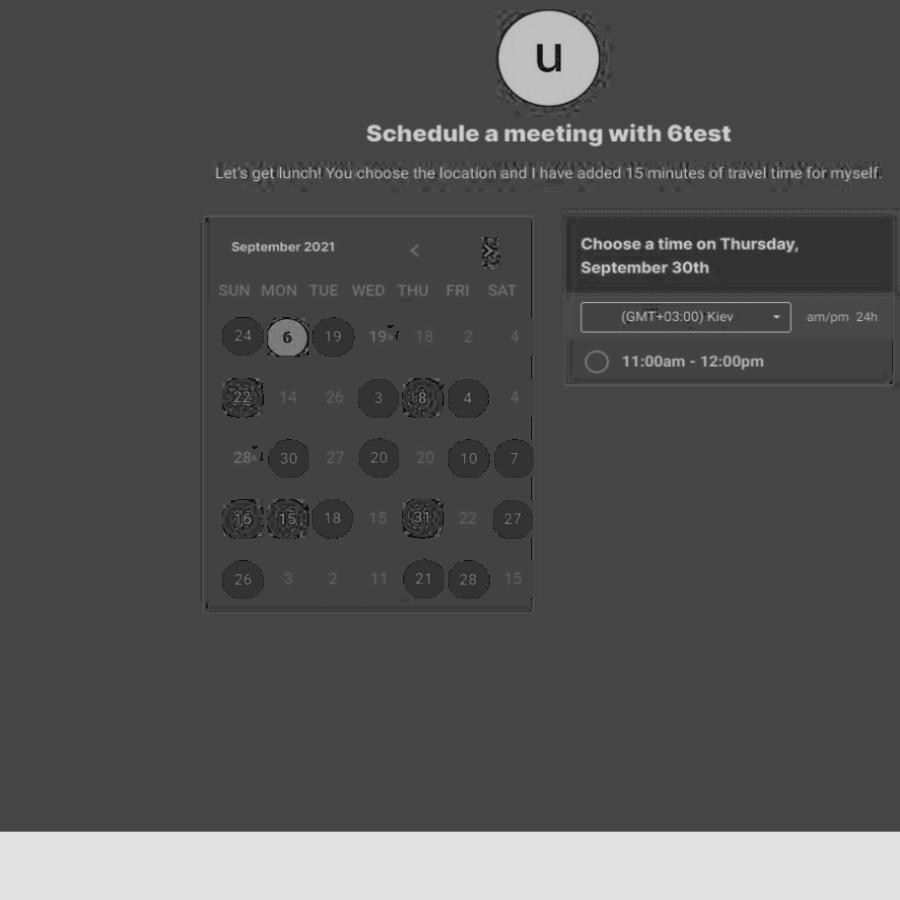 u
Schedule a meeting with 6test
Let's get lunch! You choose the location and I have added 15 minutes of travel time for myself.
September 2021 < >
SUN MON TUE WED THU FRI SAT
24 6 19 19 18 2 4
22 14 26 3 8 4 4
28 30 27 20 20 10 7
16 15 18 15 31 22 27
26 3 2 11 21 28 15
Choose a time on Thursday,
September 30th
(GMT+03:00) Kiev am/pm 24h
11:00am - 12:00pm